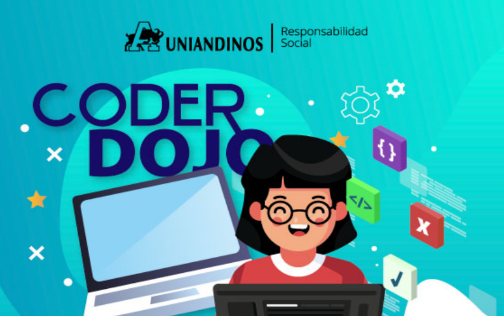 UNIANDINOS
Responsabilidad
Social
CODER
DOJO
{}
</>
X